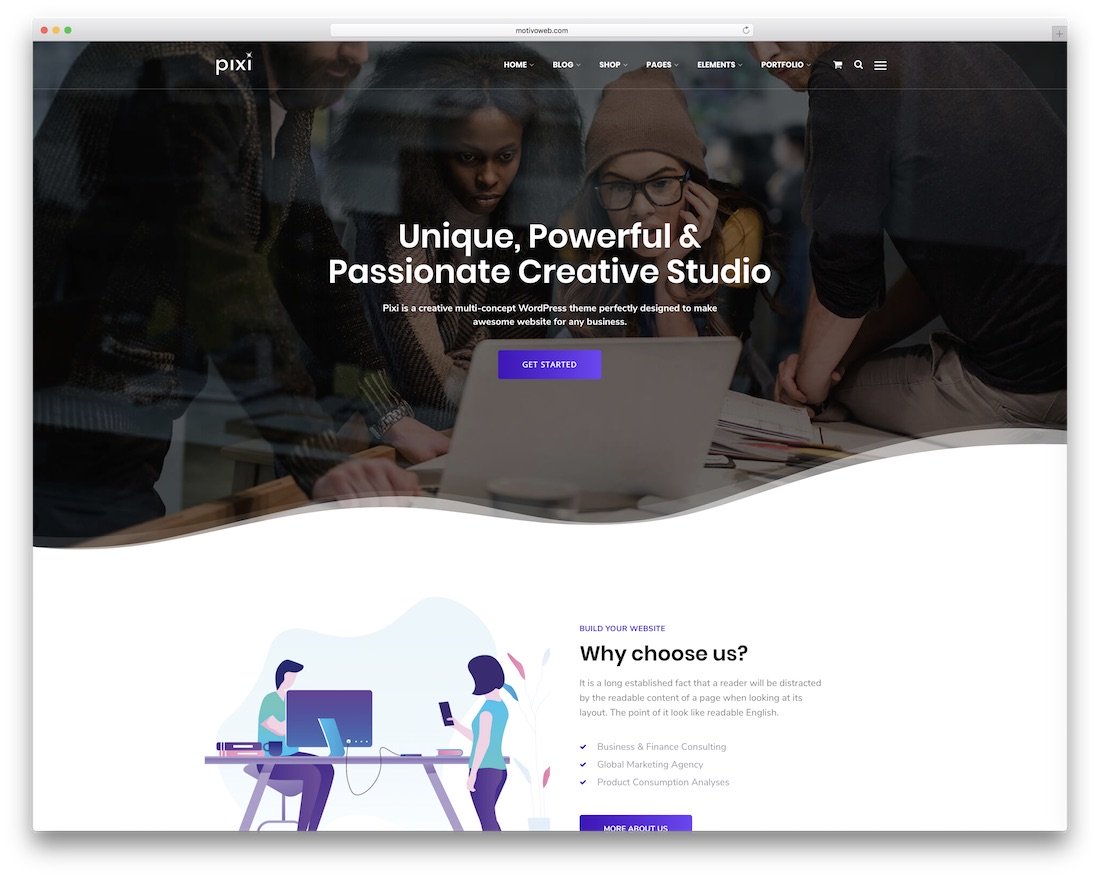 motivoweb.com
pixi
HOME BLOG SHOP PAGES ELEMENTS PORTFOLIO
Unique, Powerful &
Passionate Creative Studio
Pixi is a creative multi-concept WordPress theme perfectly designed to make
awesome website for any business.
GET STARTED
BUILD YOUR WEBSITE
Why choose us?
It is a long established fact that a reader will be distracted
by the readable content of a page when looking at its
layout. The point of it look like readable English.
Business & Finance Consulting
Global Marketing Agency
Product Consumption Analyses
MORE ABOUT US